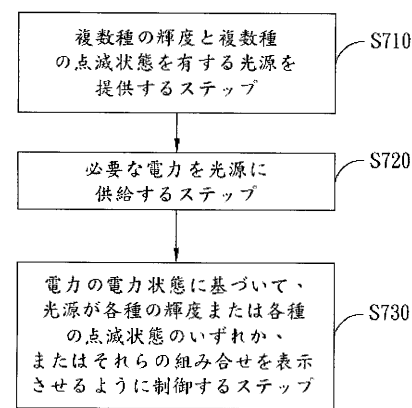 複数種の輝度と複数種
の点滅状態を有する光源を
提供するステップ
S710
必要な電力を光源に
供給するステップ
S720
電力の電力状態に基づいて、
光源が各種の輝度または各種
の点滅状態のいずれか、
またはそれらの組み合せを表示
させるように制御するステップ
S730